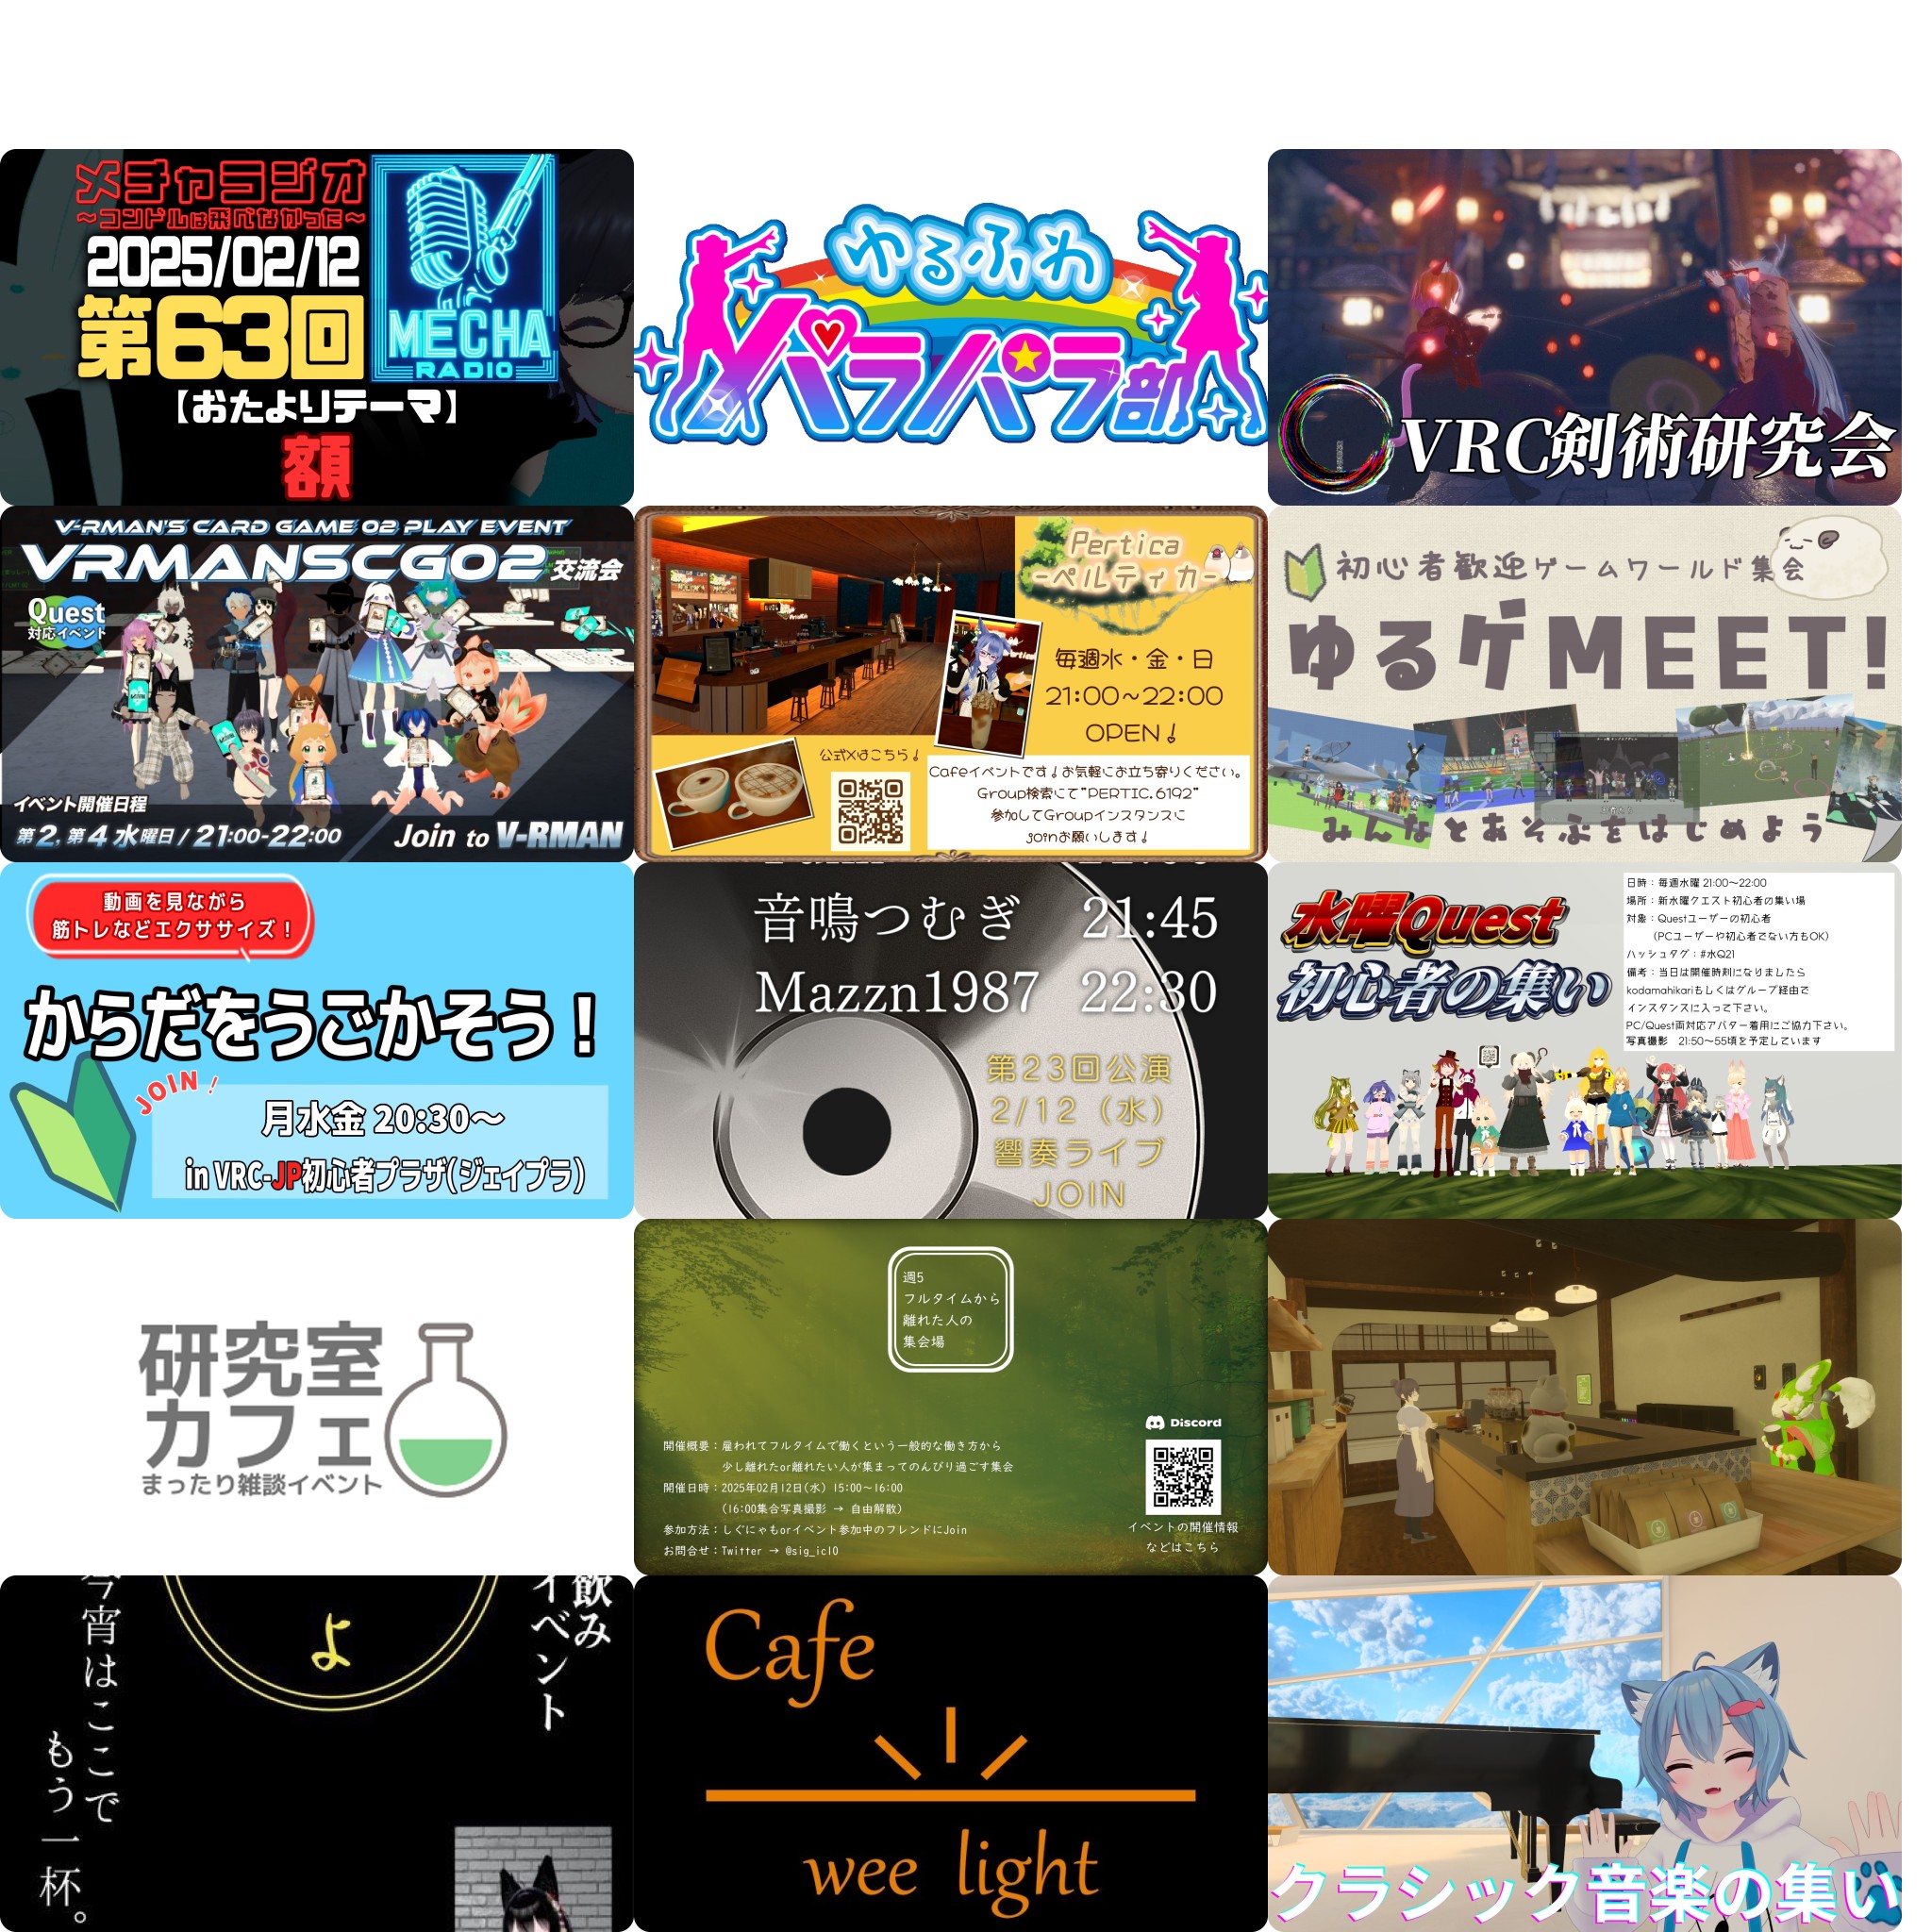 メチャラジオ
～コンドルは飛べなかった～
2025/02/12
第63回
【おたよりテーマ】
額
MECHA
RADIO
ゆるふわ
パラパラ部
VRC剣術研究会
V-RMAN'S CARD GAME 02 PLAY EVENT
VRMANSCG02交流会
Quest
対応イベント
イベント開催日程
第2, 第4 水曜日 / 21:00-22:00
Join to V-RMAN
Pertica
-ペルティカ-
毎週水・金・日
21:00~22:00
OPEN!
公式Xはこちら!
Cafeイベントです!お気軽にお立ち寄りください。
Group検索にて"PERTIC.6192"
参加してGroupインスタンスに
joinお願いします!
初心者歓迎ゲームワールド集会
ゆるゲMEET!
みんなとあそぶをはじめよう
動画を見ながら
筋トレなどエクササイズ!
からだをうごかそう!
JOIN!
月水金 20:30～
in VRC-JP初心者プラザ(ジェイプラ)
音鳴つむぎ 21:45
Mazzn1987 22:30
第23回公演
2/12（水）
響奏ライブ
JOIN
水曜Quest
初心者の集い
日時：毎週水曜 21:00～22:00
場所：新水曜クエスト初心者の集い場
対象：Questユーザーの初心者
（PCユーザーや初心者でない方もOK）
ハッシュタグ：#水Q21
備考：当日は開催時刻になりましたら
kodamahikariもしくはグループ経由で
インスタンスに入って下さい。
PC/Quest両対応アバター着用にご協力下さい。
写真撮影 21:50～55頃を予定しています
研究室
カフェ
まったり雑談イベント
週5
フルタイムから
離れた人の
集会場
開催概要：雇われてフルタイムで働くという一般的な働き方から
少し離れたor離れたい人が集まってのんびり過ごす集会
開催日時：2025年02月12日(水) 15:00～16:00
(16:00集合写真撮影 → 自由解散)
参加方法：しぐにゃもorイベント参加中のフレンドにJoin
お問合せ：Twitter → @sig_ic10
Discord
イベントの開催情報
などはこちら
飲み
イベント
よ
今宵はここで
もう一杯。
Cafe
wee light
クラシック音楽の集い